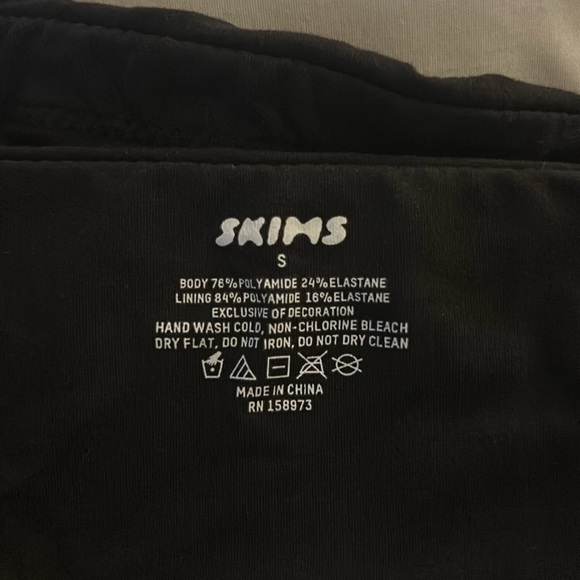 SKIMS
S
BODY 76% POLYAMIDE 24% ELASTANE
LINING 84% POLYAMIDE 16% ELASTANE
EXCLUSIVE OF DECORATION
HAND WASH COLD, NON-CHLORINE BLEACH
DRY FLAT, DO NOT IRON, DO NOT DRY CLEAN
MADE IN CHINA
RN 158973